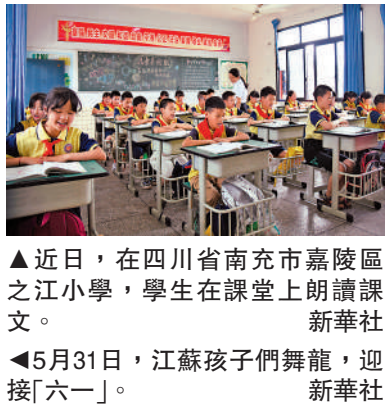 ▲近日，在四川省南充市嘉陵區
之江小學，學生在課堂上朗讀課
文。 新華社
◀5月31日，江蘇孩子們舞龍，迎
接「六一」。 新華社